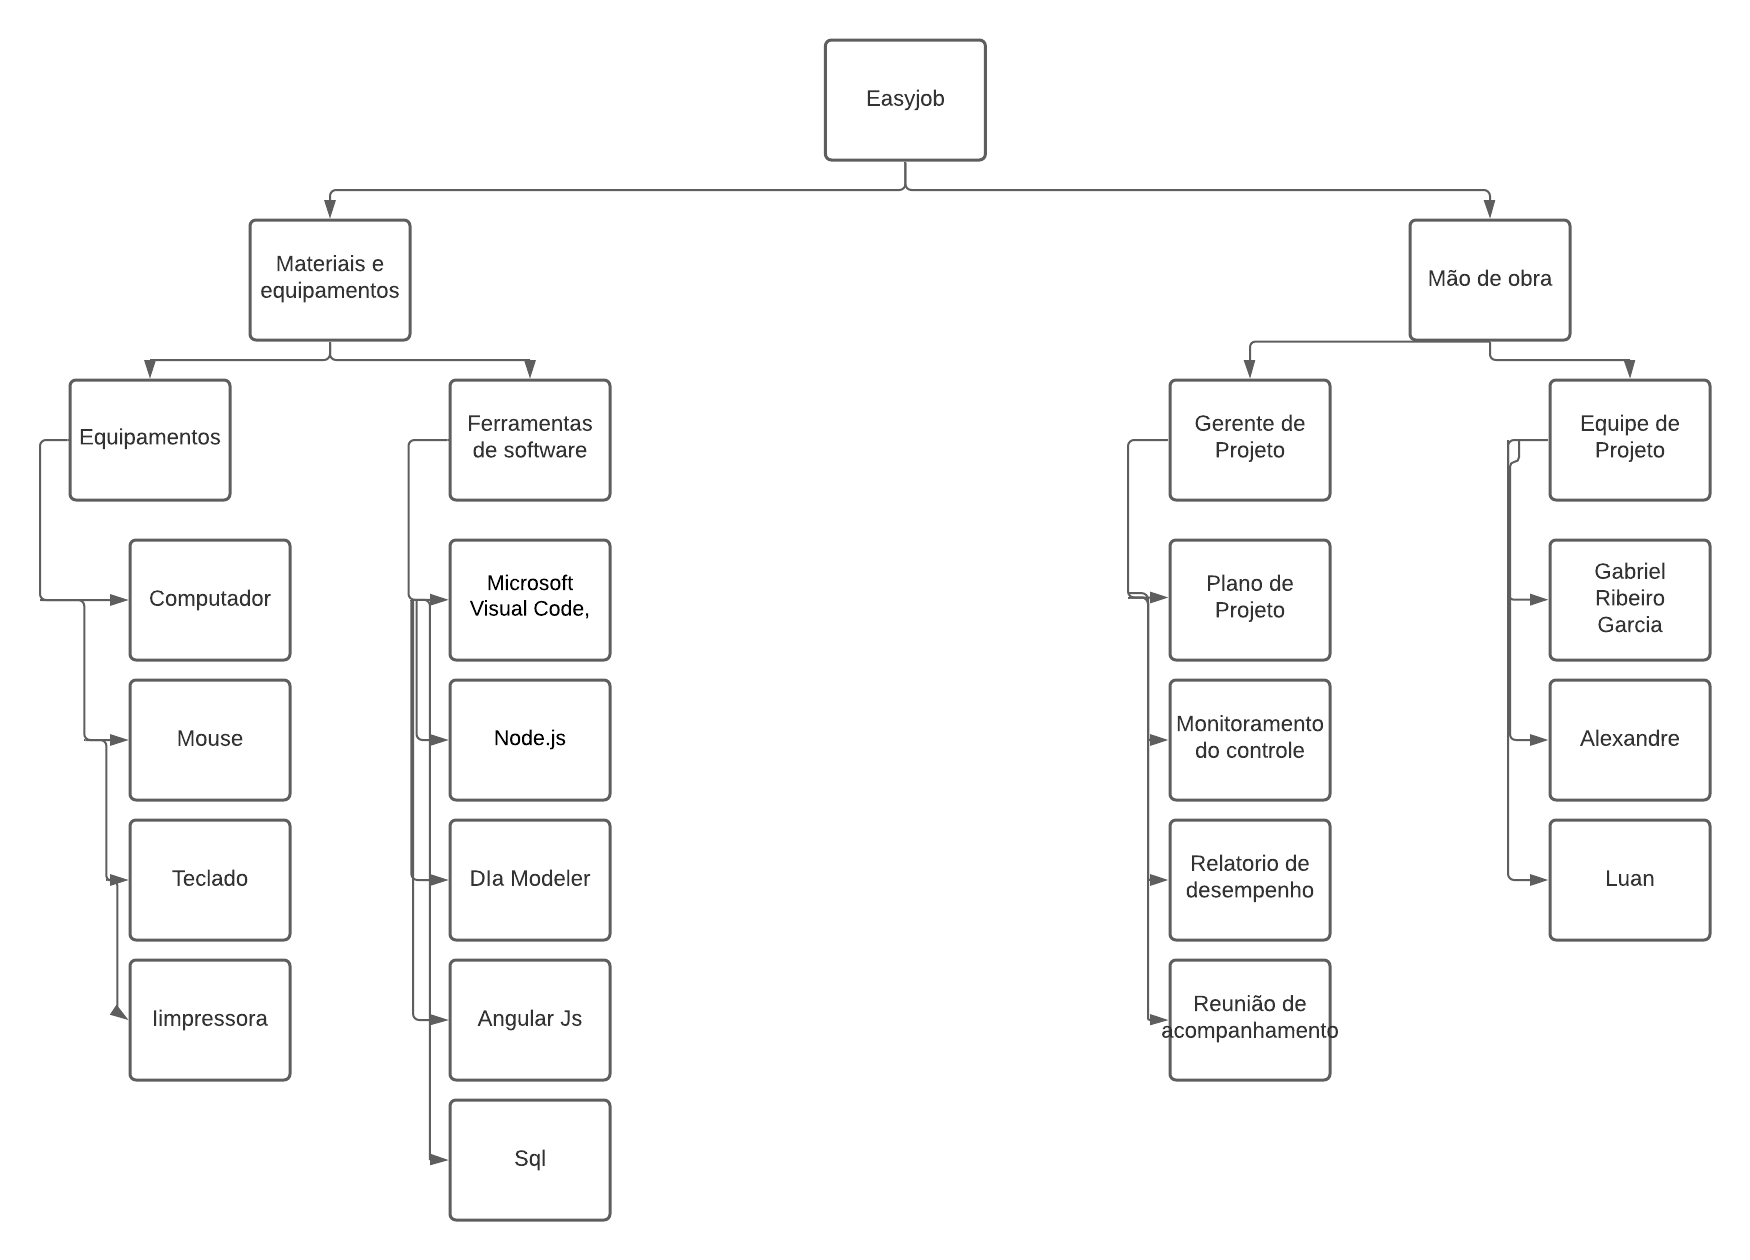 Easyjob
Materiais e
equipamentos
Mão de obra
Equipamentos
Ferramentas
de software
Gerente de
Projeto
Equipe de
Projeto
Computador
Microsoft
Visual Code,
Plano de
Projeto
Gabriel
Ribeiro
Garcia
Mouse
Node.js
Monitoramento
do controle
Alexandre
Teclado
DIa Modeler
Relatorio de
desempenho
Luan
Iimpressora
Angular Js
Reunião de
acompanhamento
Sql